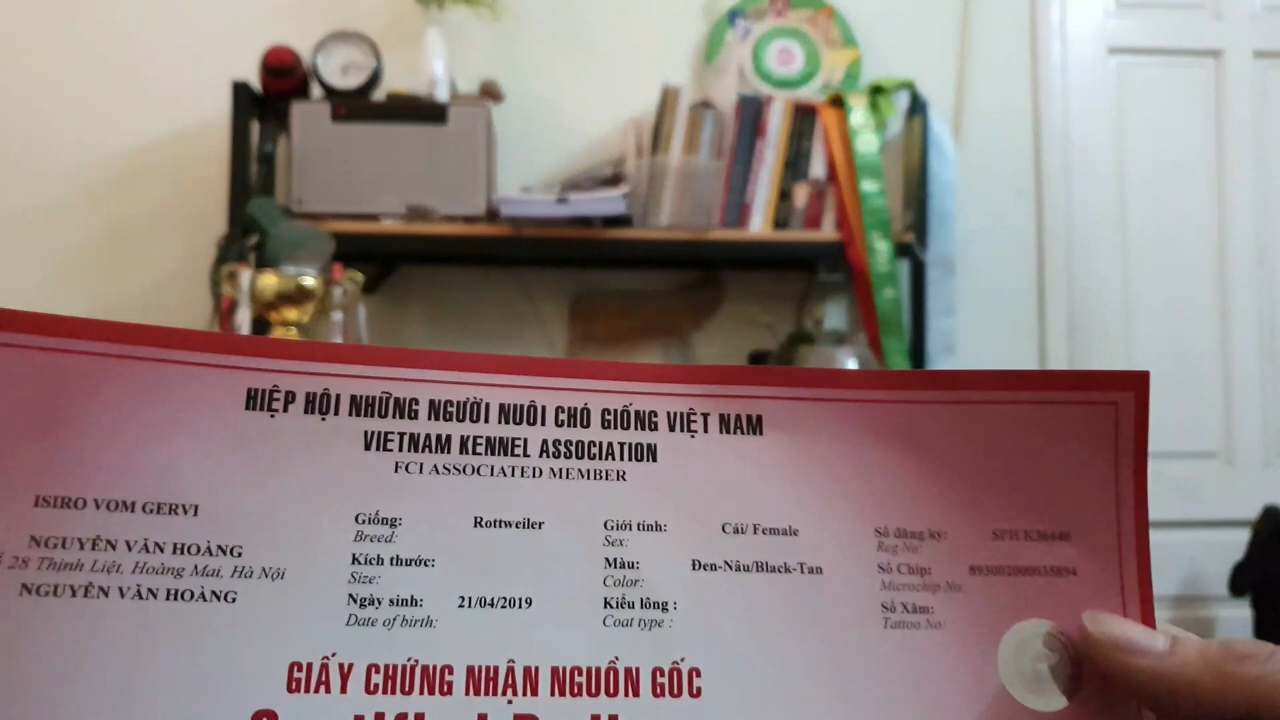 HIỆP HỘI NHỮNG NGƯỜI NUÔI CHÓ GIỐNG VIỆT NAM
VIETNAM KENNEL ASSOCIATION
FCI ASSOCIATED MEMBER
ISIRO VOM GERVI
NGUYỄN VĂN HOÀNG
28 Thịnh Liệt, Hoàng Mai, Hà Nội
NGUYỄN VĂN HOÀNG
Giống: Rottweiler
Breed:
Kích thước:
Size:
Ngày sinh: 21/04/2019
Date of birth:
Giới tính: Cái/ Female
Sex:
Màu: Đen-Nâu/Black-Tan
Color:
Kiểu lông :
Coat type :
Số đăng ký: SPH K36440
Reg No:
Số Chip: 893002000635894
Microchip No:
Số Xăm:
Tattoo No:
GIẤY CHỨNG NHẬN NGUỒN GỐC